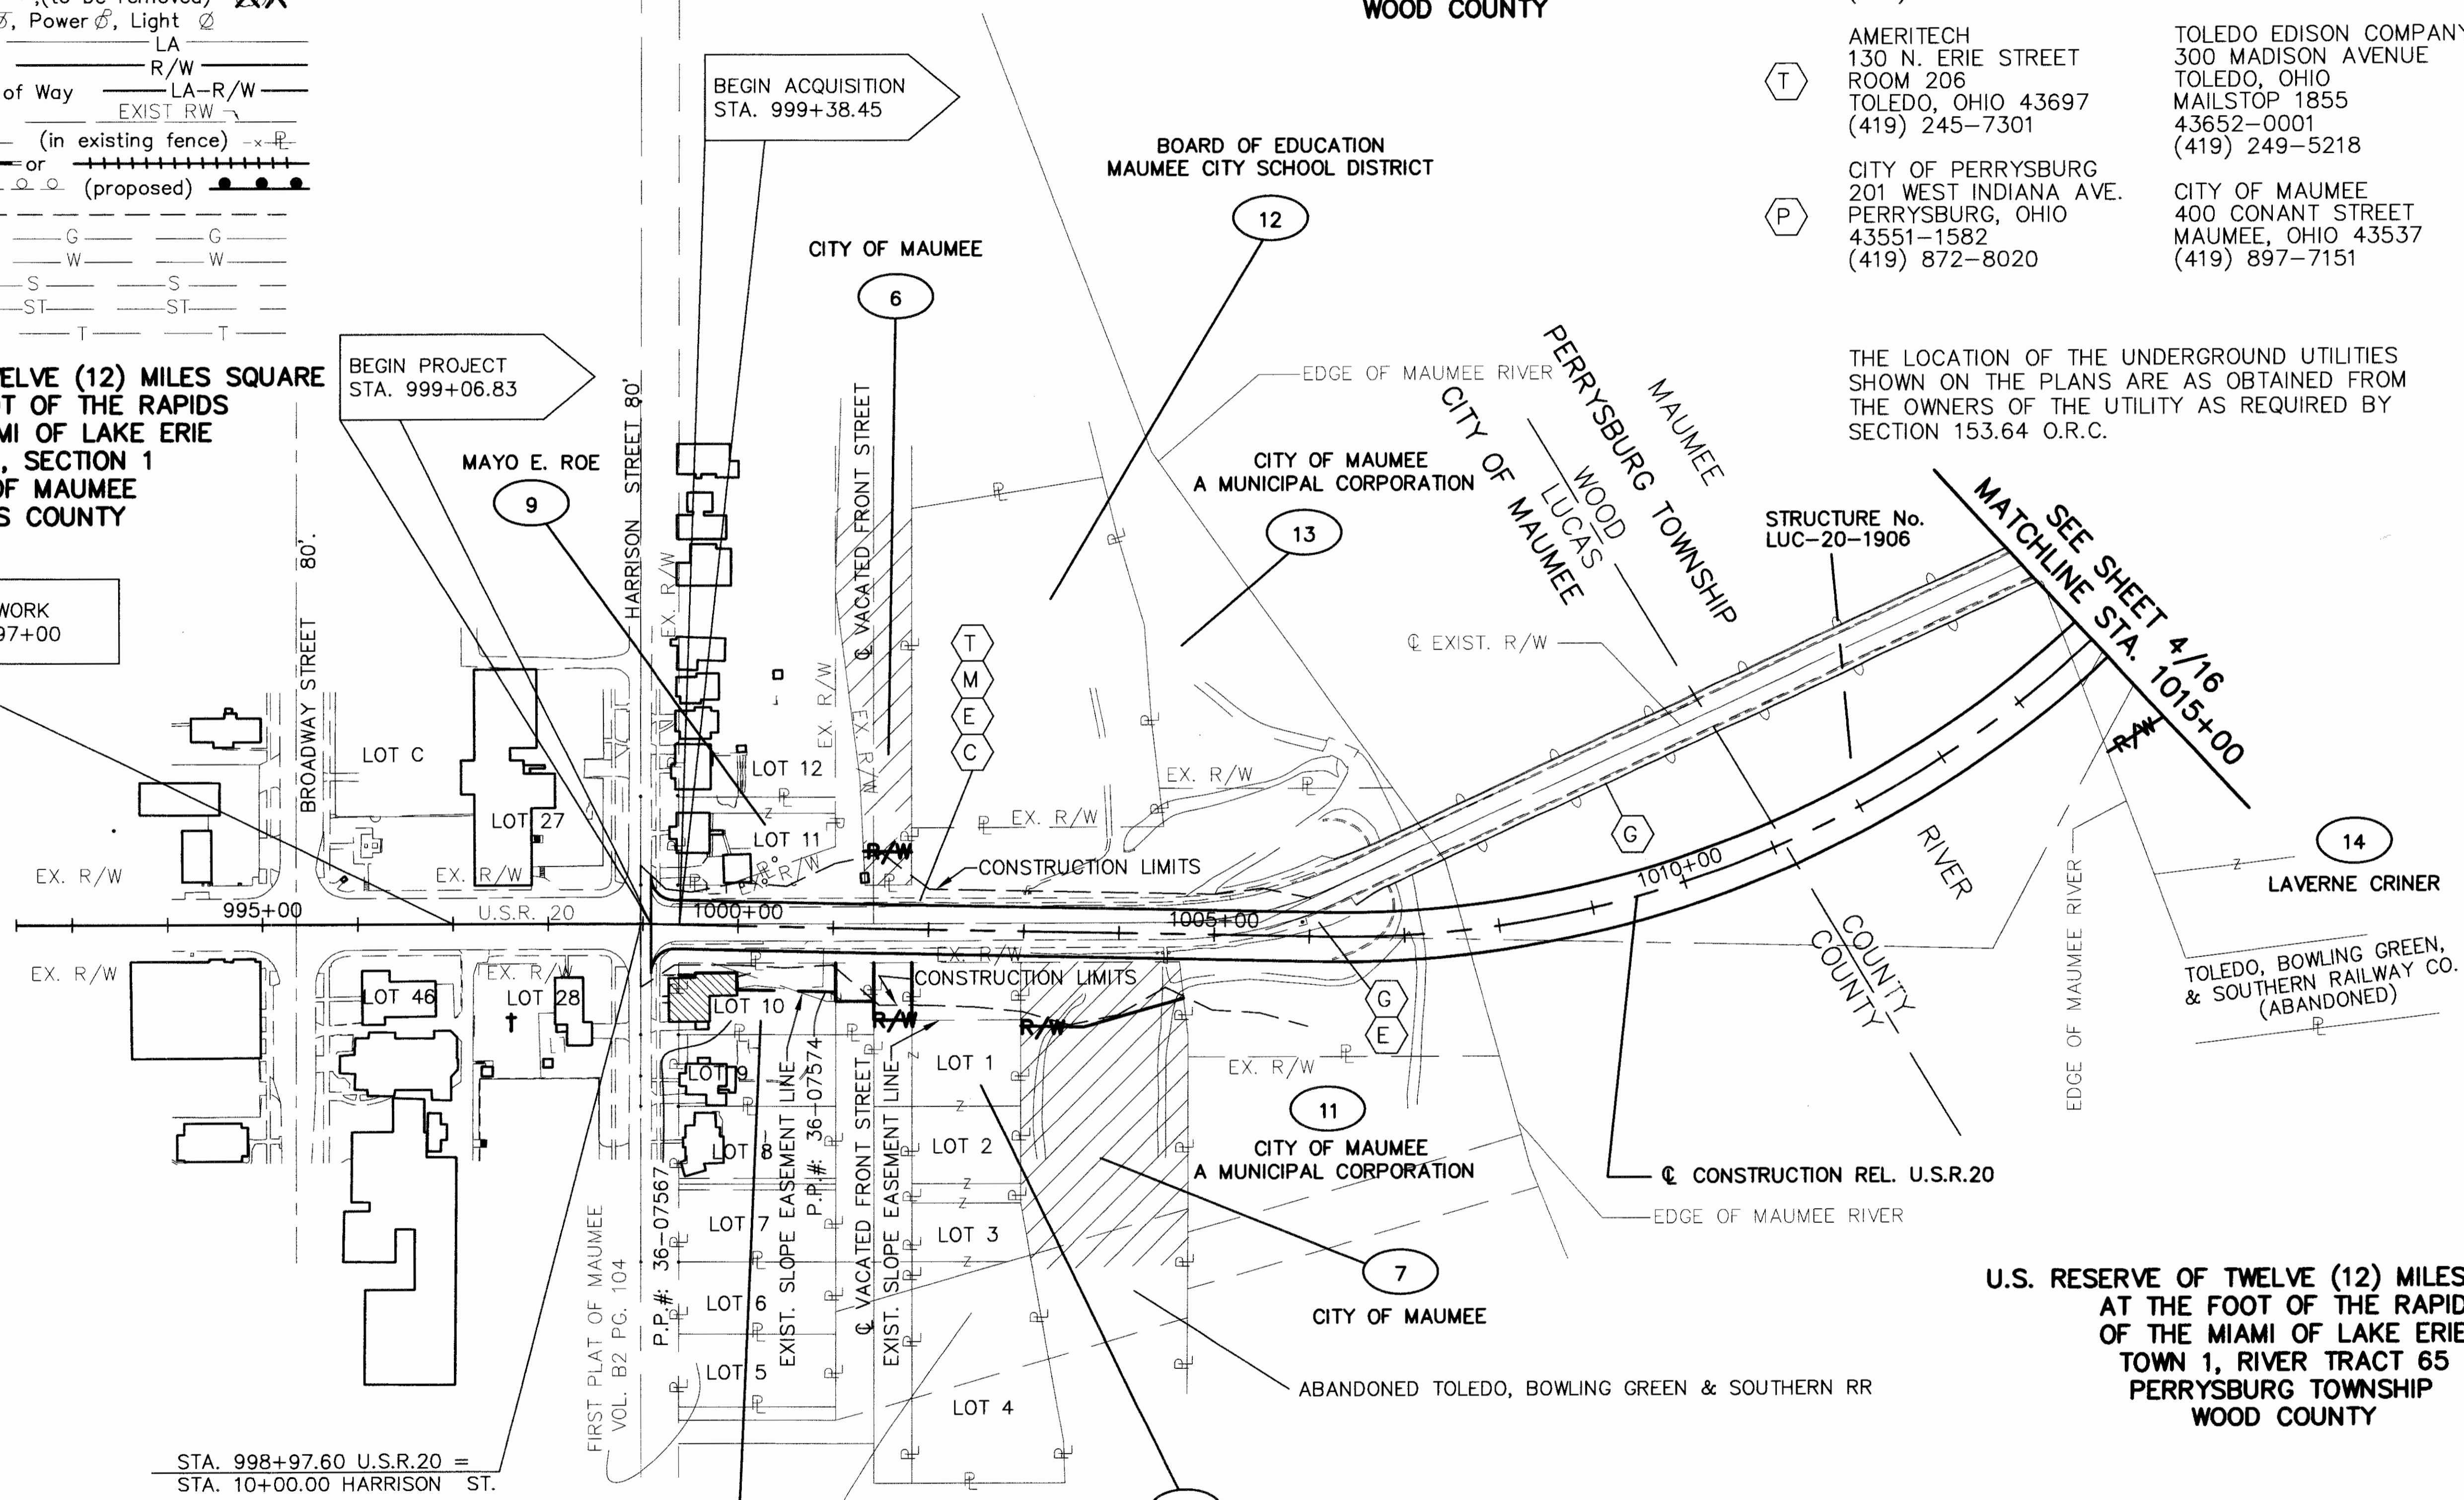 (to be removed)
, Power , Light
LA
R/W
of Way LA-R/W
EXIST RW
(in existing fence) -x-PL
or
(proposed)
G G
W W
S S
ST ST
T T
WOOD COUNTY
AMERITECH
130 N. ERIE STREET
ROOM 206
TOLEDO, OHIO 43697
(419) 245-7301
T
TOLEDO EDISON COMPANY
300 MADISON AVENUE
TOLEDO, OHIO
MAILSTOP 1855
43652-0001
(419) 249-5218
CITY OF PERRYSBURG
201 WEST INDIANA AVE.
PERRYSBURG, OHIO
43551-1582
(419) 872-8020
P
CITY OF MAUMEE
400 CONANT STREET
MAUMEE, OHIO 43537
(419) 897-7151
THE LOCATION OF THE UNDERGROUND UTILITIES
SHOWN ON THE PLANS ARE AS OBTAINED FROM
THE OWNERS OF THE UTILITY AS REQUIRED BY
SECTION 153.64 O.R.C.
BEGIN ACQUISITION
STA. 999+38.45
BOARD OF EDUCATION
MAUMEE CITY SCHOOL DISTRICT
12
CITY OF MAUMEE
6
BEGIN PROJECT
STA. 999+06.83
ELVE (12) MILES SQUARE
T OF THE RAPIDS
MI OF LAKE ERIE
, SECTION 1
OF MAUMEE
S COUNTY
WORK
97+00
MAYO E. ROE
9
HARRISON STREET 80'
EX. R/W
℄ VACATED FRONT STREET
EDGE OF MAUMEE RIVER
CITY OF MAUMEE
A MUNICIPAL CORPORATION
13
MAUMEE
PERRYSBURG TOWNSHIP
WOOD
LUCAS
CITY OF MAUMEE
STRUCTURE No.
LUC-20-1906
SEE SHEET 4/16
MATCHLINE STA. 1015+00
R/W
℄ EXIST. R/W
BROADWAY STREET 80'.
LOT C
LOT 27
LOT 12
LOT 11
EX. R/W
EX. R/W
T
M
E
C
PL
PL
PL
PL
PL
Z
EX. R/W
EX. R/W
EX. R/W
EX. R/W
EX. R/W
R/W
CONSTRUCTION LIMITS
G
1010+00
RIVER
14
LAVERNE CRINER
Z
995+00
U.S.R. 20
1000+00
1005+00
EX. R/W
EX. R/W
EX. R/W
CONSTRUCTION LIMITS
COUNTY
COUNTY
EDGE OF MAUMEE RIVER
TOLEDO, BOWLING GREEN,
& SOUTHERN RAILWAY CO.
(ABANDONED)
PL
LOT 46
LOT 28
LOT 10
R/W
R/W
G
E
LOT 9
LOT 8
LOT 7
LOT 6
LOT 5
LOT 1
LOT 2
LOT 3
LOT 4
Z
Z
Z
Z
EX. R/W
PL
11
CITY OF MAUMEE
A MUNICIPAL CORPORATION
℄ CONSTRUCTION REL. U.S.R.20
EDGE OF MAUMEE RIVER
7
CITY OF MAUMEE
ABANDONED TOLEDO, BOWLING GREEN & SOUTHERN RR
FIRST PLAT OF MAUMEE
VOL. B2 PG. 104
P.P.#: 36-07567
EXIST. SLOPE EASEMENT LINE
P.P.#: 36-07574
℄ VACATED FRONT STREET
EXIST. SLOPE EASEMENT LINE
U.S. RESERVE OF TWELVE (12) MILES
AT THE FOOT OF THE RAPID
OF THE MIAMI OF LAKE ERIE
TOWN 1, RIVER TRACT 65
PERRYSBURG TOWNSHIP
WOOD COUNTY
STA. 998+97.60 U.S.R.20 =
STA. 10+00.00 HARRISON ST.